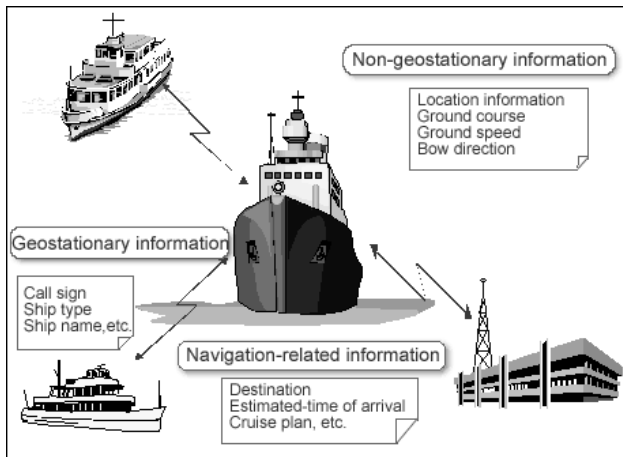 Non-geostationary information
Location information
Ground course
Ground speed
Bow direction
Geostationary information
Call sign
Ship type
Ship name,etc.
Navigation-related information
Destination
Estimated-time of arrival
Cruise plan, etc.